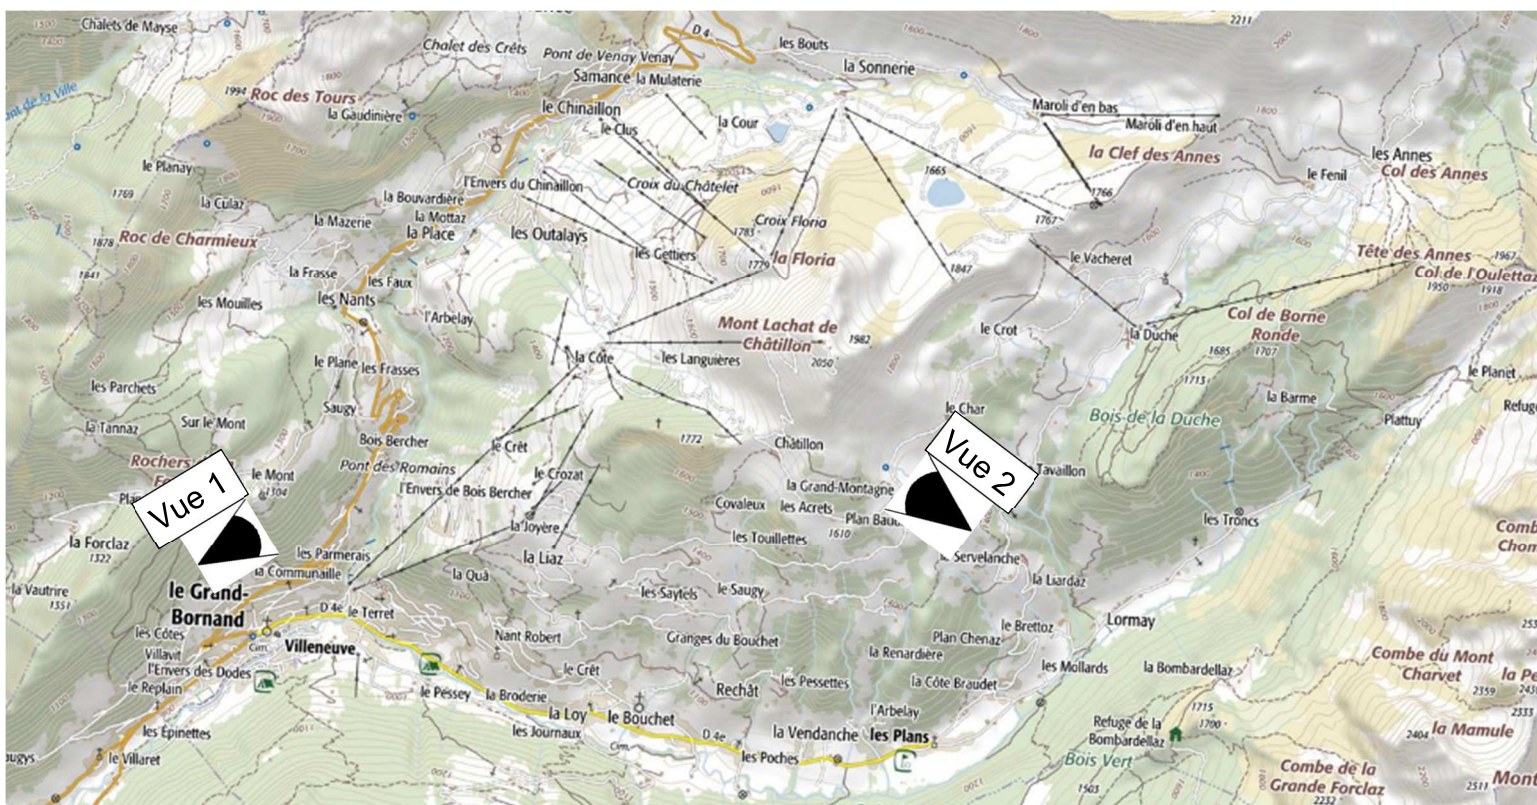 2211
Chalets de Mayse
D 4
les Bouts
Chalet des Crêts
Pont de Venay
Venay
la Sonnerie
Samance
la Mulaterie
1994
Roc des Tours
la Gaudinière
le Chinaillon
Maroli d'en bas
la Cour
le Clus
Maroli d'en haut
la Clef des Annes
les Annes
Col des Annes
le Planay
1665
le Fenil
1769
l'Envers du Chinaillon
Croix du Châtelet
1766
la Bouvardière
la Culaz
la Mazerie
la Mottaz
la Place
Croix Floria
1767
1783
1878
Roc de Charmieux
les Outalays
les Gettiers
1779
la Floria
1847
le Vacheret
Tête des Annes
1967
Col de l'Oulettaz
1841
la Frasse
les Faux
1950
1918
les Mouilles
les Nants
l'Arbelay
Mont Lachat de
Châtillon
1982
le Crot
la Duche
Col de Borne
Ronde
la Côte
les Languières
2050
1685
1707
le Plane
les Frasses
1713
le Planet
les Parchets
la Barme
Saugy
le Char
Bois de la Duche
Plattuy
Refuge
la Tannaz
Sur le Mont
Bois Bercher
1772
Châtillon
le Crêt
Rochers
Pont des Romains
le Mont
1304
le Crozat
Vue 1
Vue 2
Tavaillon
la Grand-Montagne
l'Envers de Bois Bercher
Covaleux
les Acrets
Plan
1610
la Joyère
les Troncs
la Forclaz
1322
les Touillettes
les Parmerais
la Liaz
Servelanche
la Communaille
la Quà
la Liardaz
la Vautrire
1351
le Grand-
Bornand
les Saytels
le Saugy
D 4e
le Terret
Lormay
les Côtes
Cim.
Villeneuve
Nant Robert
Granges du Bouchet
Plan Chenaz
le Brettoz
Villavit
l'Envers des Dodes
la Renardière
Combe du Mont
Charvet
le Crêt
les Mollards
la Bombardellaz
le Replain
le Pessey
la Broderie
Rechât
les Pessettes
la Côte Braudet
2359
1715
1700
2333
la Loy
le Bouchet
l'Arbelay
Refuge de la
Bombardellaz
la Mamule
2404
les Epinettes
les Journaux
Cim.
D 4e
la Vendanche
les Plans
le Villaret
les Poches
Bois Vert
Combe de la
Grande Forclaz
1503
2232
2511
Mont